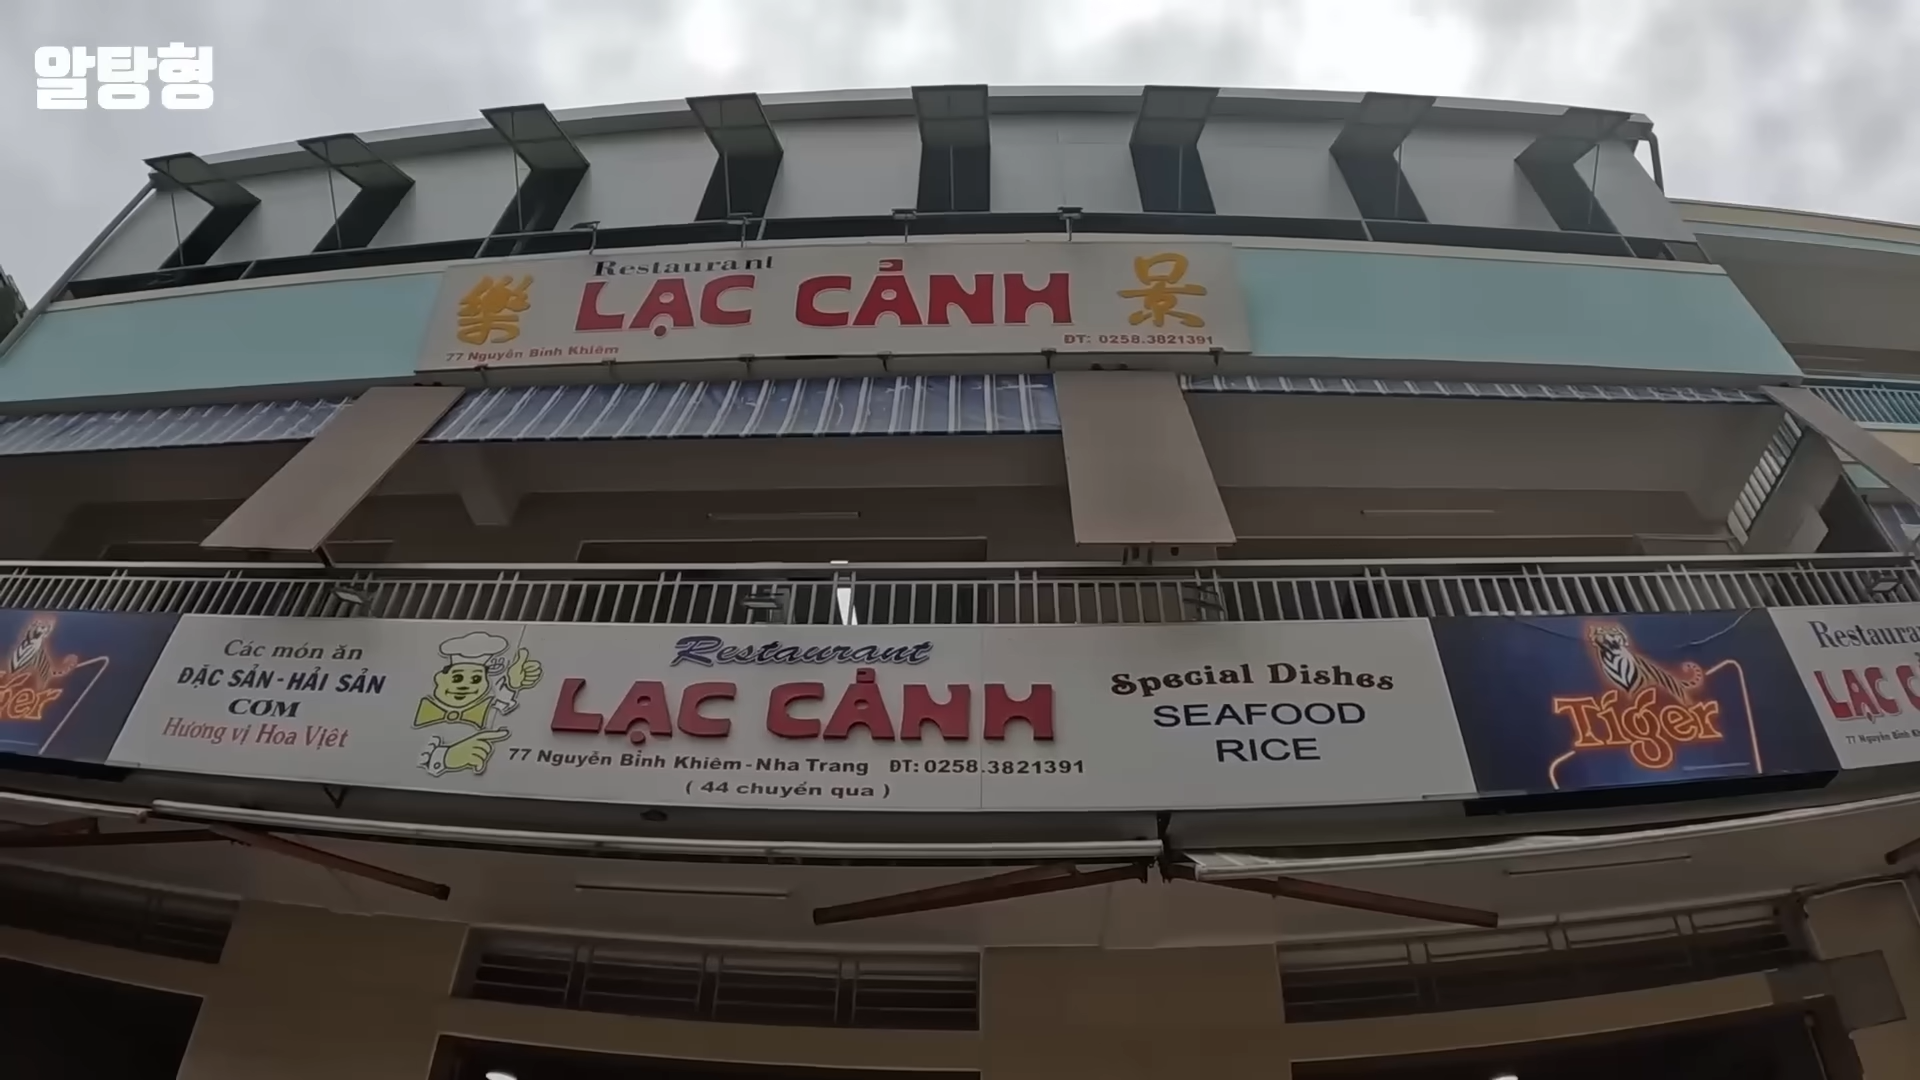 알탕형
Restaurant
樂 LẠC CẢNH 景
77 Nguyễn Bỉnh Khiêm
ĐT: 0258.3821391
Tiger
Các món ăn
ĐẶC SẢN - HẢI SẢN
CƠM
Hương vị Hoa Việt
Restaurant
LẠC CẢNH
77 Nguyễn Bỉnh Khiêm - Nha Trang ĐT: 0258.3821391
( 44 chuyển qua )
Special Dishes
SEAFOOD
RICE
Tiger
Restaurant
LẠC
77 Nguyễn Bỉnh